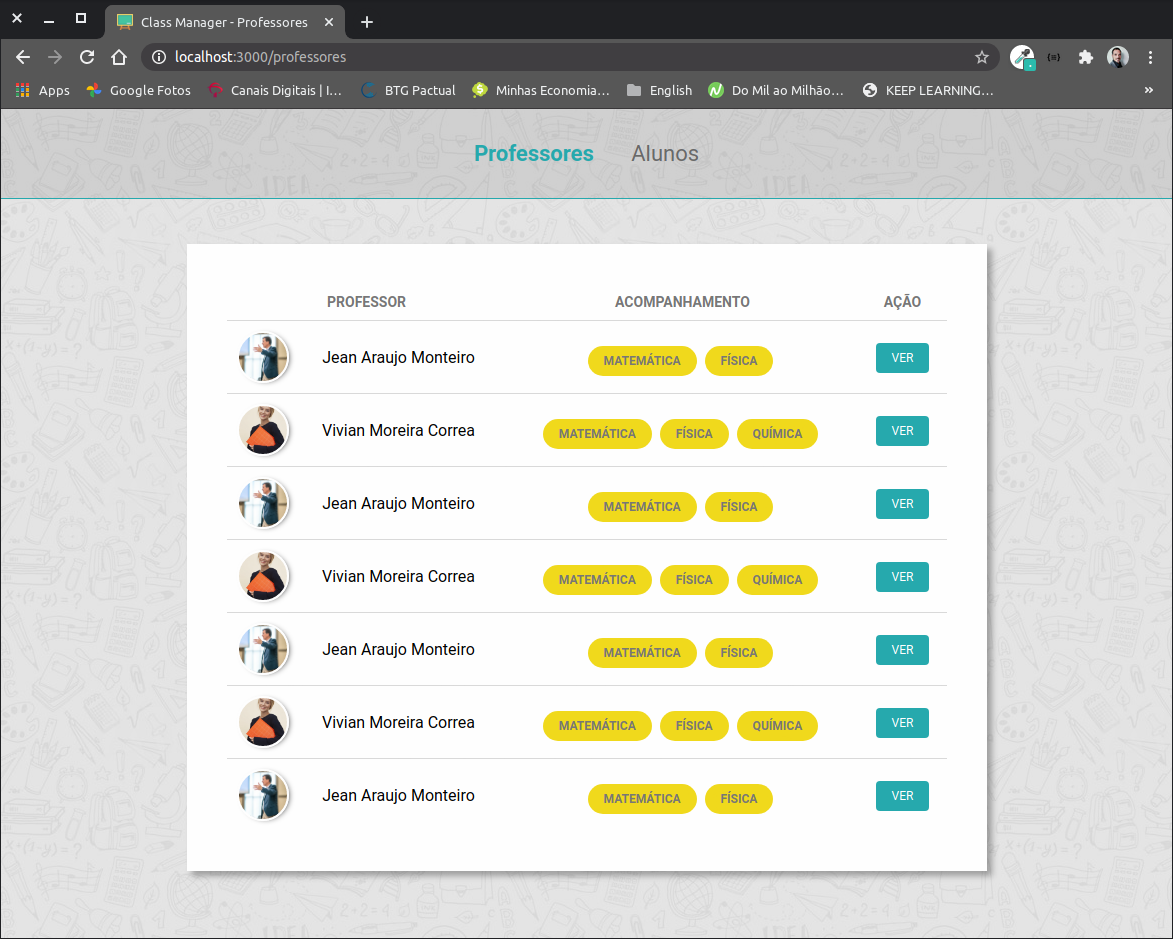 Class Manager - Professores
localhost:3000/professores
Apps Google Fotos Canais Digitais | I... BTG Pactual Minhas Economia... English Do Mil ao Milhão... KEEP LEARNING... »
Professores Alunos
PROFESSOR ACOMPANHAMENTO AÇÃO
Jean Araujo Monteiro MATEMÁTICA FÍSICA VER
Vivian Moreira Correa MATEMÁTICA FÍSICA QUÍMICA VER
Jean Araujo Monteiro MATEMÁTICA FÍSICA VER
Vivian Moreira Correa MATEMÁTICA FÍSICA QUÍMICA VER
Jean Araujo Monteiro MATEMÁTICA FÍSICA VER
Vivian Moreira Correa MATEMÁTICA FÍSICA QUÍMICA VER
Jean Araujo Monteiro MATEMÁTICA FÍSICA VER